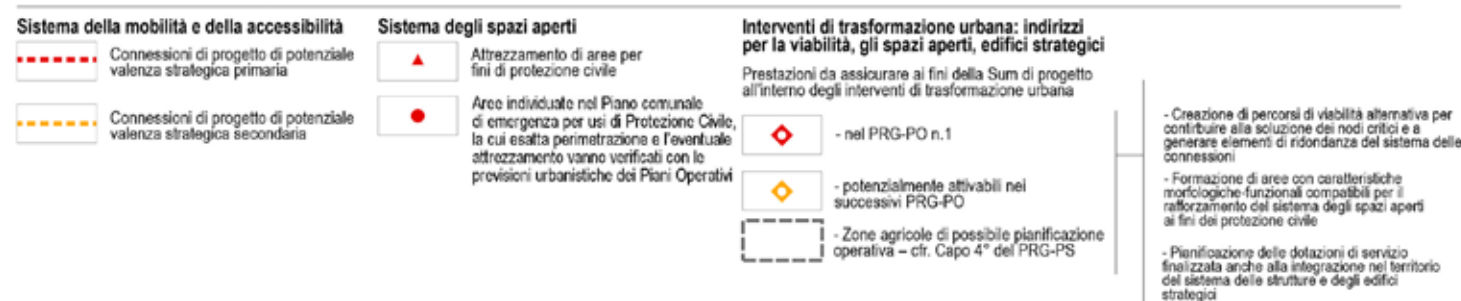 Sistema della mobilità e della accessibilità
Connessioni di progetto di potenziale
valenza strategica primaria
Connessioni di progetto di potenziale
valenza strategica secondaria
Sistema degli spazi aperti
Attrezzamento di aree per
fini di protezione civile
Aree individuate nel Piano comunale
di emergenza per usi di Protezione Civile,
la cui esatta perimetrazione e l'eventuale
attrezzamento vanno verificati con le
previsioni urbanistiche dei Piani Operativi
Interventi di trasformazione urbana: indirizzi
per la viabilità, gli spazi aperti, edifici strategici
Prestazioni da assicurare ai fini della Sum di progetto
all'interno degli interventi di trasformazione urbana
- nel PRG-PO n.1
- potenzialmente attivabili nei
successivi PRG-PO
- Zone agricole di possibile pianificazione
operativa – cfr. Capo 4° del PRG-PS
- Creazione di percorsi di viabilità alternativa per
contirbuire alla soluzione dei nodi critici e a
generare elementi di ridondanza del sistema delle
connessioni
- Formazione di aree con caratteristiche
morfologiche-funzionali compatibili per il
rafforzamento del sistema degli spazi aperti
ai fini dei protezione civile
- Pianificazione delle dotazioni di servizio
finalizzata anche alla integrazione nel territorio
del sistema delle strutture e degli edifici
strategici